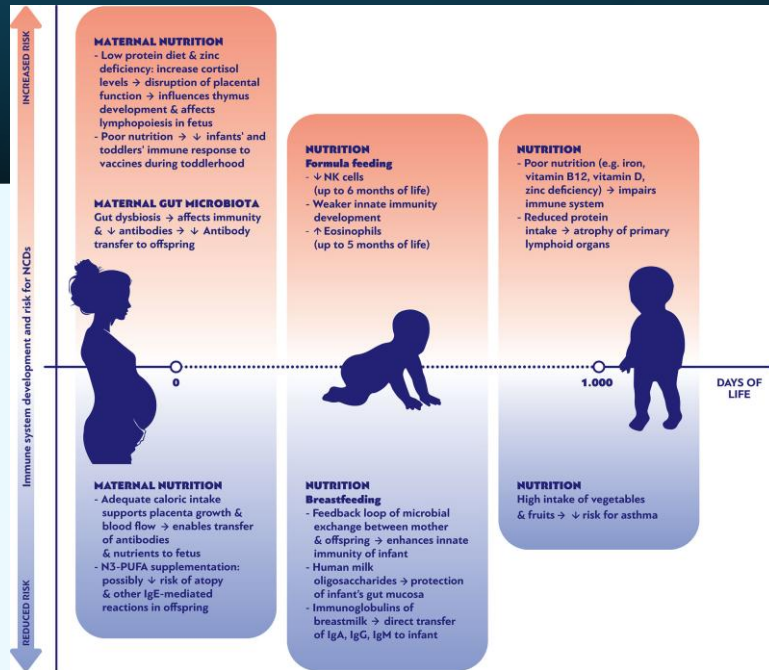 INCREASED RISK
Immune system development and risk for NCDs
REDUCED RISK
MATERNAL NUTRITION
- Low protein diet & zinc
deficiency: increase cortisol
levels → disruption of placental
function → influences thymus
development & affects
lymphopoiesis in fetus
- Poor nutrition → ↓ infants' and
toddlers' immune response to
vaccines during toddlerhood
MATERNAL GUT MICROBIOTA
Gut dysbiosis → affects immunity
& ↓ antibodies → ↓ Antibody
transfer to offspring
NUTRITION
Formula feeding
- ↓ NK cells
(up to 6 months of life)
- Weaker innate immunity
development
- ↑ Eosinophils
(up to 5 months of life)
NUTRITION
- Poor nutrition (e.g. iron,
vitamin B12, vitamin D,
zinc deficiency) → impairs
immune system
- Reduced protein
intake → atrophy of primary
lymphoid organs
0
1.000
DAYS OF
LIFE
MATERNAL NUTRITION
- Adequate caloric intake
supports placenta growth &
blood flow → enables transfer
of antibodies
& nutrients to fetus
- N3-PUFA supplementation:
possibly ↓ risk of atopy
& other IgE-mediated
reactions in offspring
NUTRITION
Breastfeeding
- Feedback loop of microbial
exchange between mother
& offspring → enhances innate
immunity of infant
- Human milk
oligosaccharides → protection
of infant's gut mucosa
- Immunoglobulins of
breastmilk → direct transfer
of IgA, IgG, IgM to infant
NUTRITION
High intake of vegetables
& fruits → ↓ risk for asthma